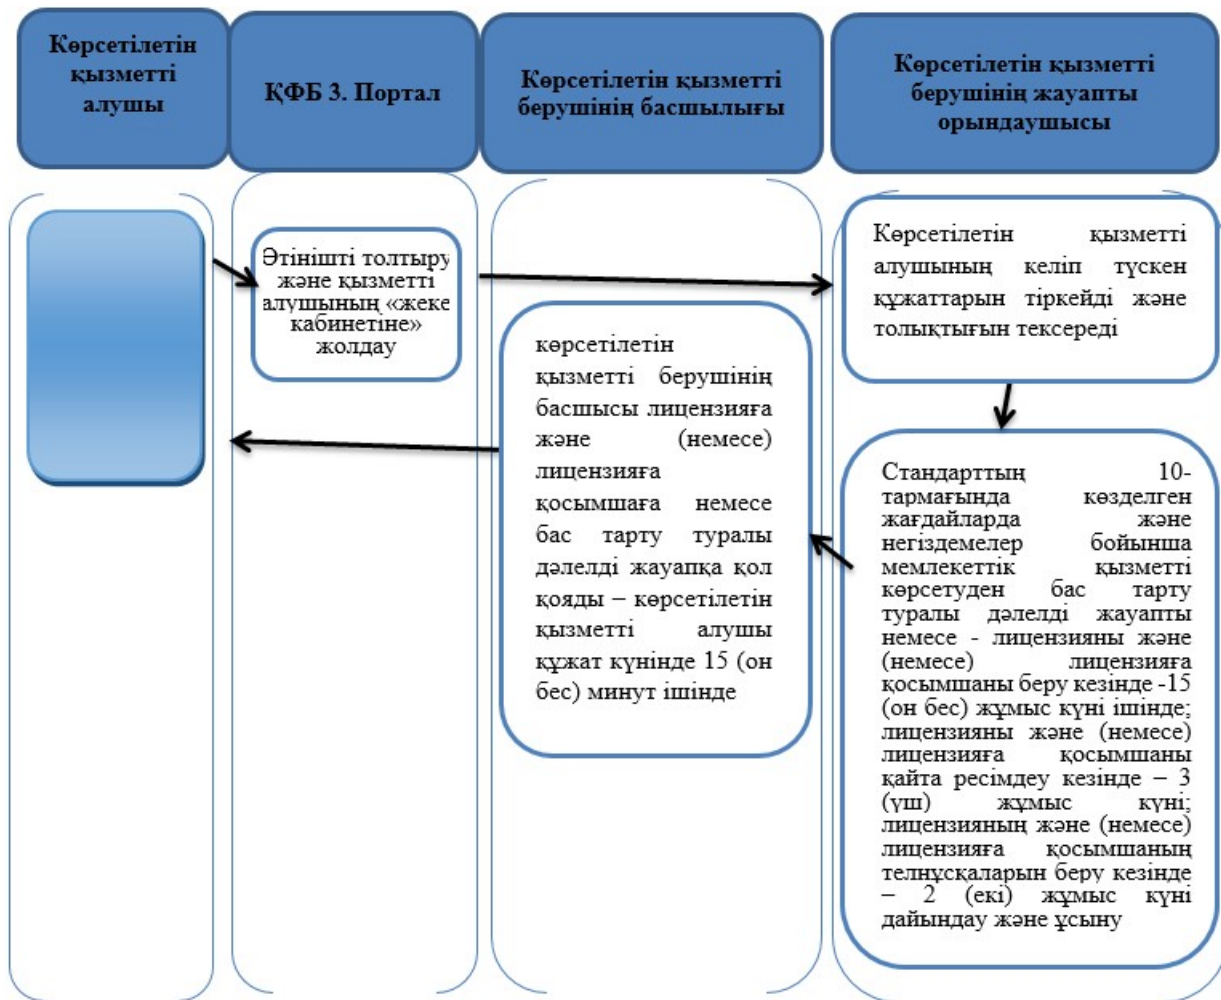 Көрсетілетін
қызметті
алушы
ҚФБ 3. Портал
Көрсетілетін қызметті
берушінің басшылығы
Көрсетілетін қызметті
берушінің жауапты
орындаушысы
Әтінішті толтыру
және қызметті
алушының «жеке
кабинетіне»
жолдау
көрсетілетін
қызметті берушінің
басшысы лицензияға
және (немесе)
лицензияға
қосымшаға немесе
бас тарту туралы
дәлелді жауапқа қол
қояды – көрсетілетін
қызметті алушы
құжат күнінде 15 (он
бес) минут ішінде
Көрсетілетін қызметті
алушының келіп түскен
құжаттарын тіркейді және
толықтығын тексереді
Стандарттың 10-
тармағында көзделген
жағдайларда және
негіздемелер бойынша
мемлекеттік қызметті
көрсетуден бас тарту
туралы дәлелді жауапты
немесе - лицензияны және
(немесе) лицензияға
қосымшаны беру кезінде -15
(он бес) жұмыс күні ішінде;
лицензияны және (немесе)
лицензияға қосымшаны
қайта ресімдеу кезінде – 3
(үш) жұмыс күні;
лицензияның және (немесе)
лицензияға қосымшаның
телнұсқаларын беру кезінде
– 2 (екі) жұмыс күні
дайындау және ұсыну